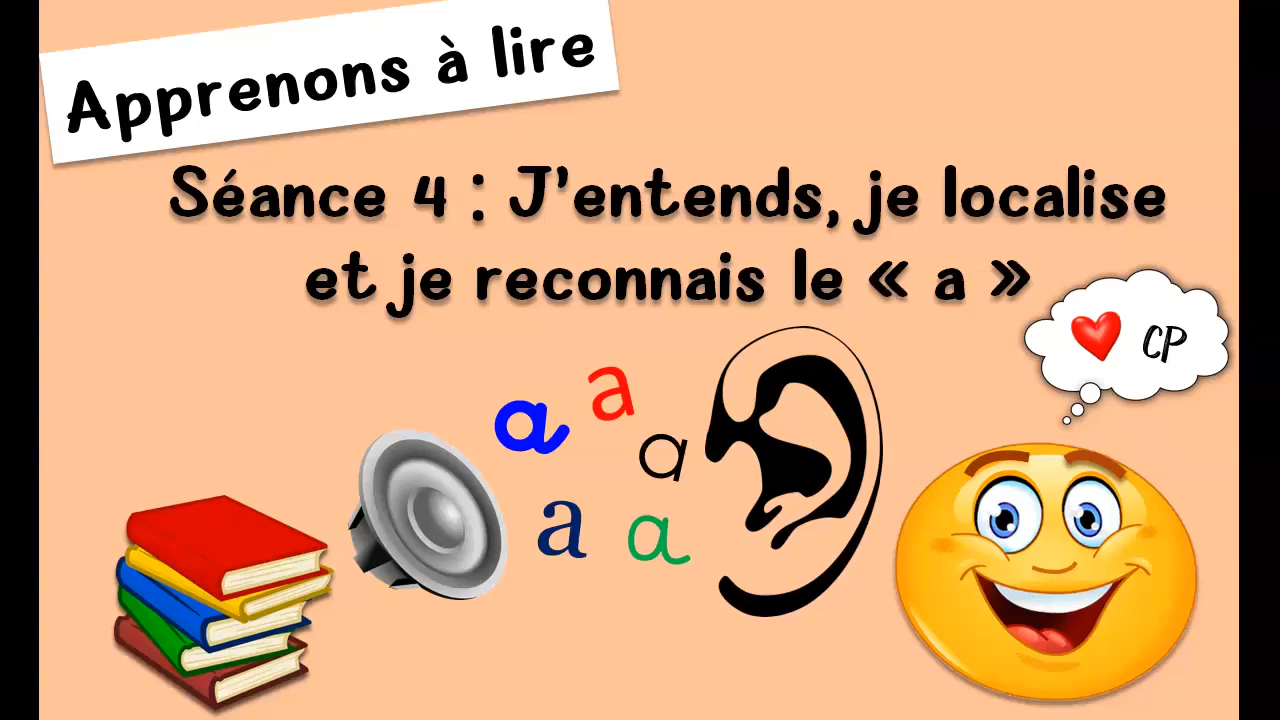 Apprenons à lire
Séance 4 : J'entends, je localise
et je reconnais le « a »
CP
a
a
a
a
a